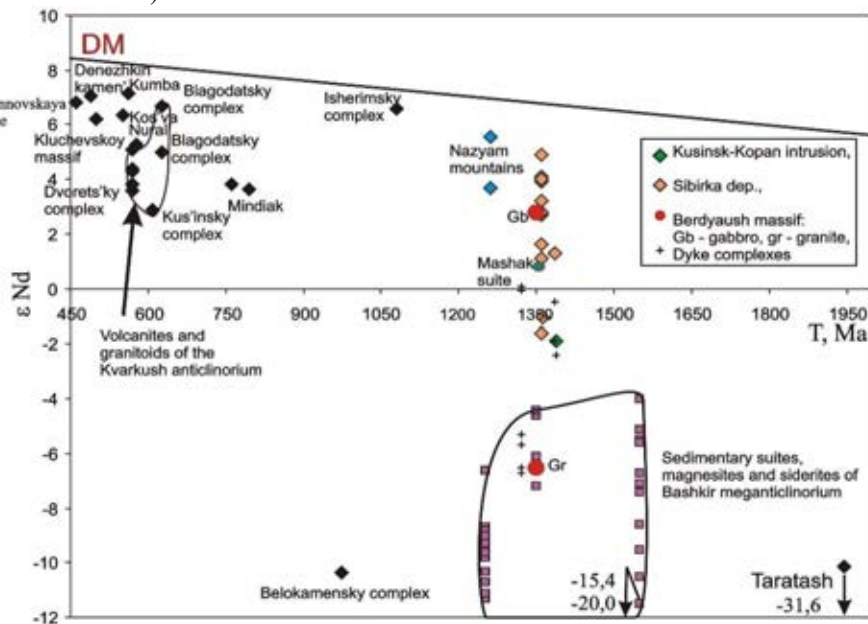 10
8
6
4
2
0
-2
-4
-6
-8
-10
-12
ε Nd
DM
Denezhkin
kamen'
Kumba
Blagodatsky
complex
Isherimsky
complex
Kos'va
Nural
Kluchevskoy
massif
Blagodatsky
complex
Dvorets'ky
complex
Kus'insky
complex
Mindiak
Nazyam
mountains
Gb
Mashak
suite
Kusinsk-Kopan intrusion,
Sibirka dep.,
Berdyaush massif:
Gb - gabbro, gr - granite,
Dyke complexes
450 600 750 900 1050 1200 1350 1500 1650 1800 1950
T, Ma
Volcanites and
granitoids of the
Kvarkush anticlinorium
Gr
Sedimentary suites,
magnesites and siderites of
Bashkir meganticlinorium
Belokamensky complex
-15,4
-20,0
Taratash
-31,6